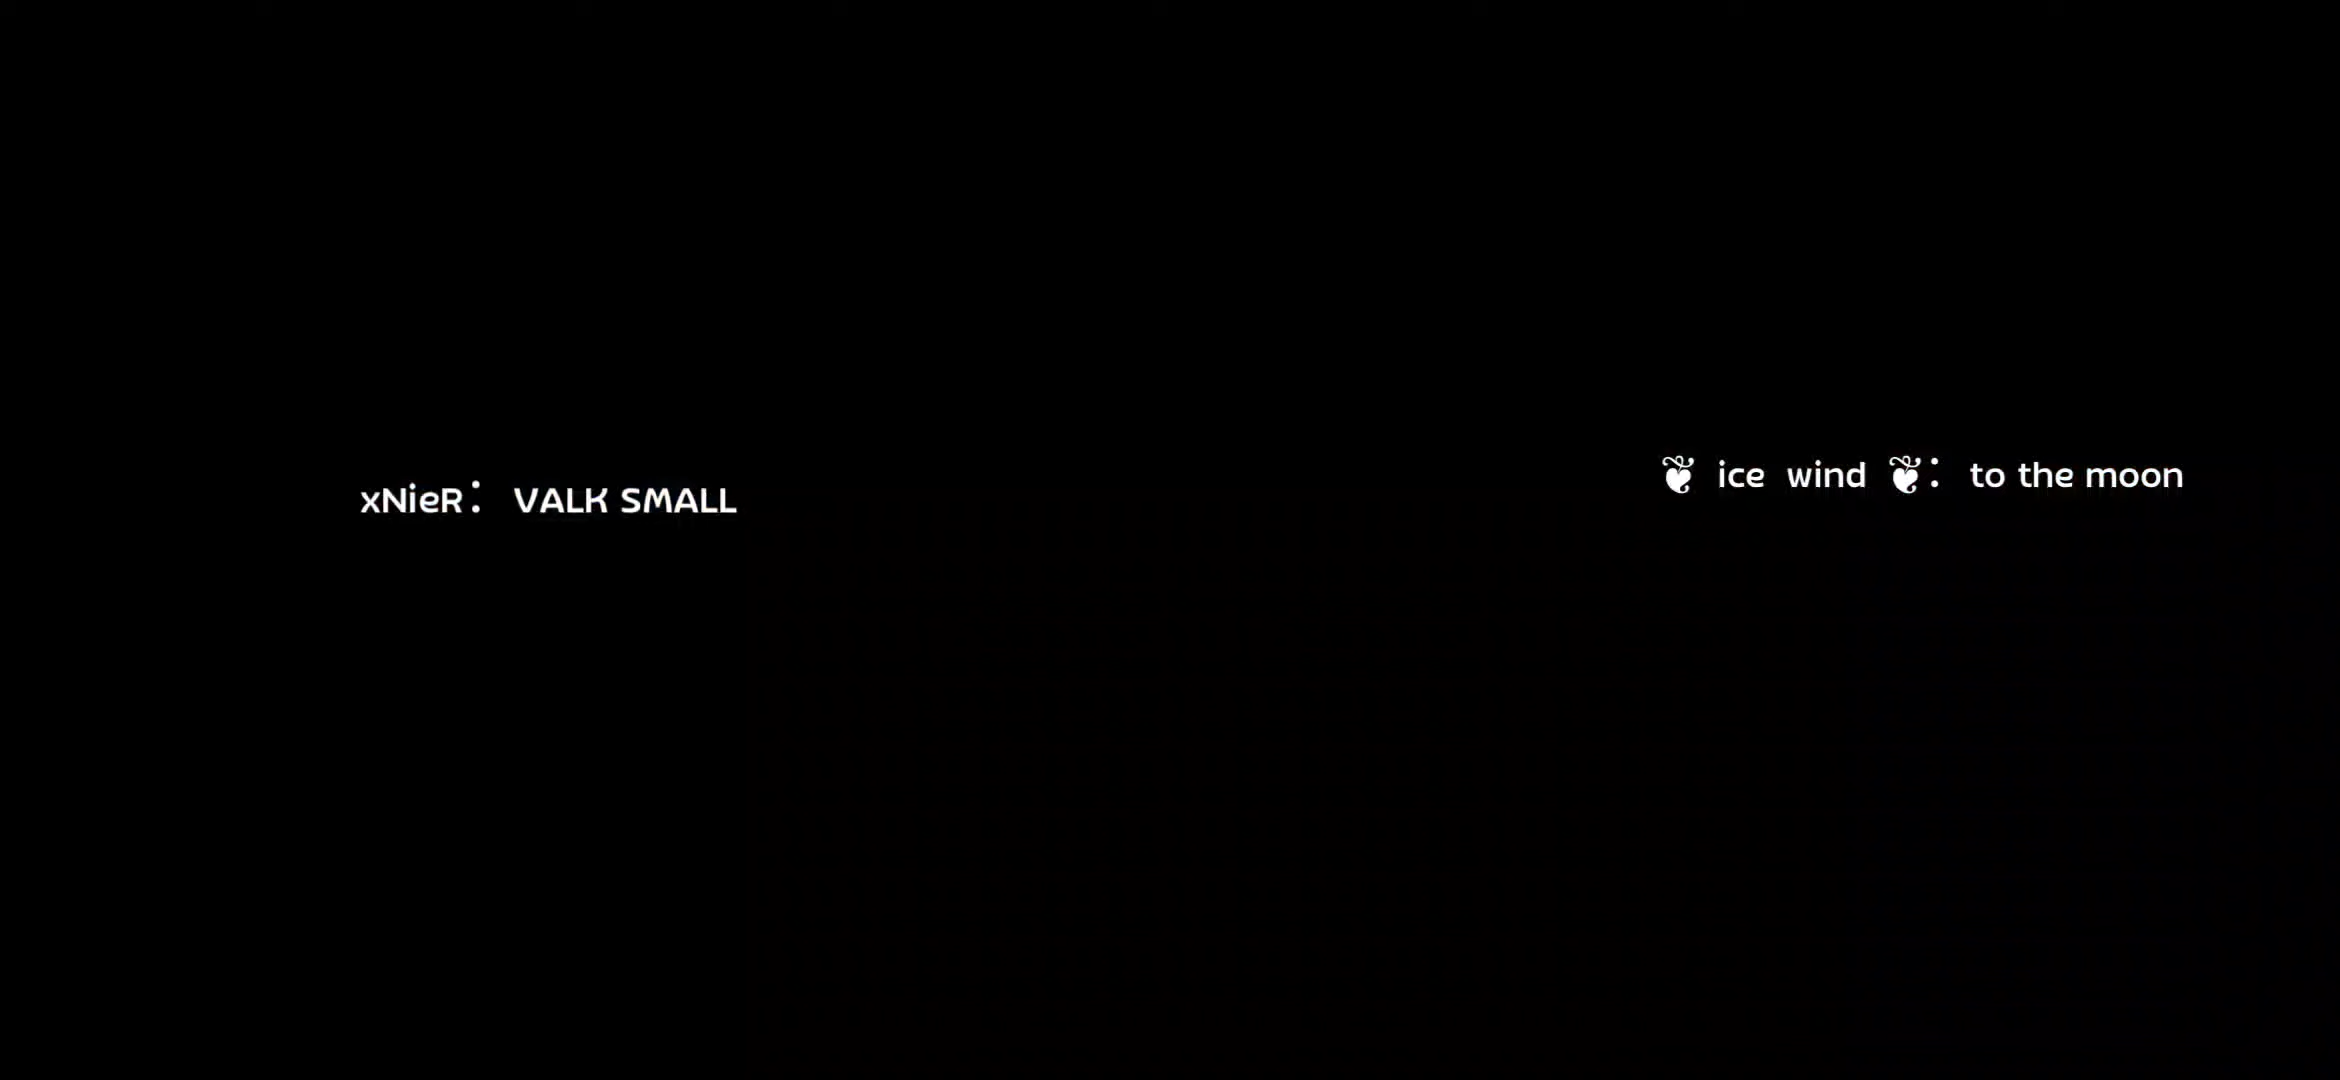 xNieR： VALK SMALL
❦ ice wind ❦： to the moon